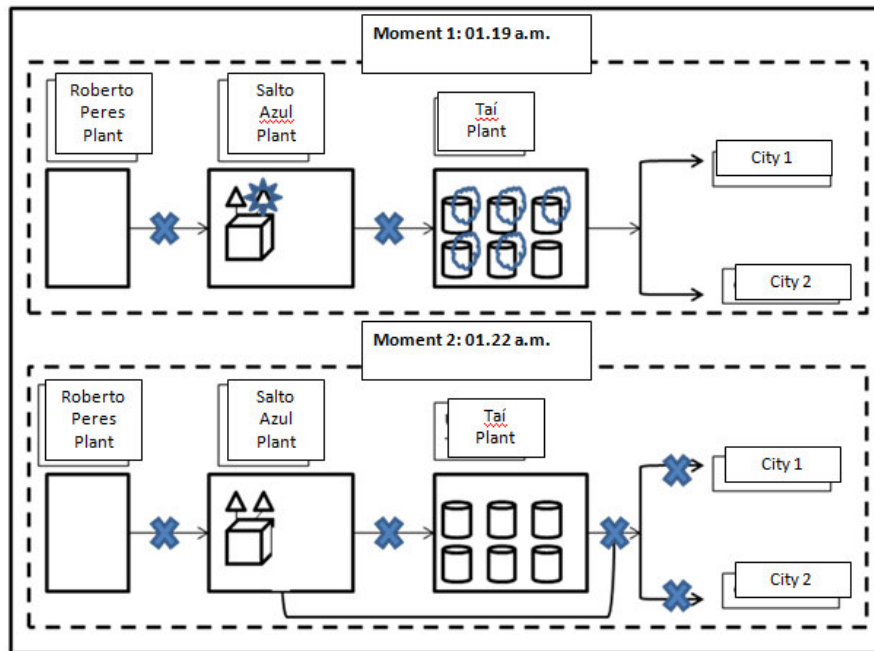 Moment 1: 01.19 a.m.
Roberto
Peres
Plant
Salto
Azul
Plant
Taí
Plant
City 1
City 2
Moment 2: 01.22 a.m.
Roberto
Peres
Plant
Salto
Azul
Plant
Taí
Plant
City 1
City 2